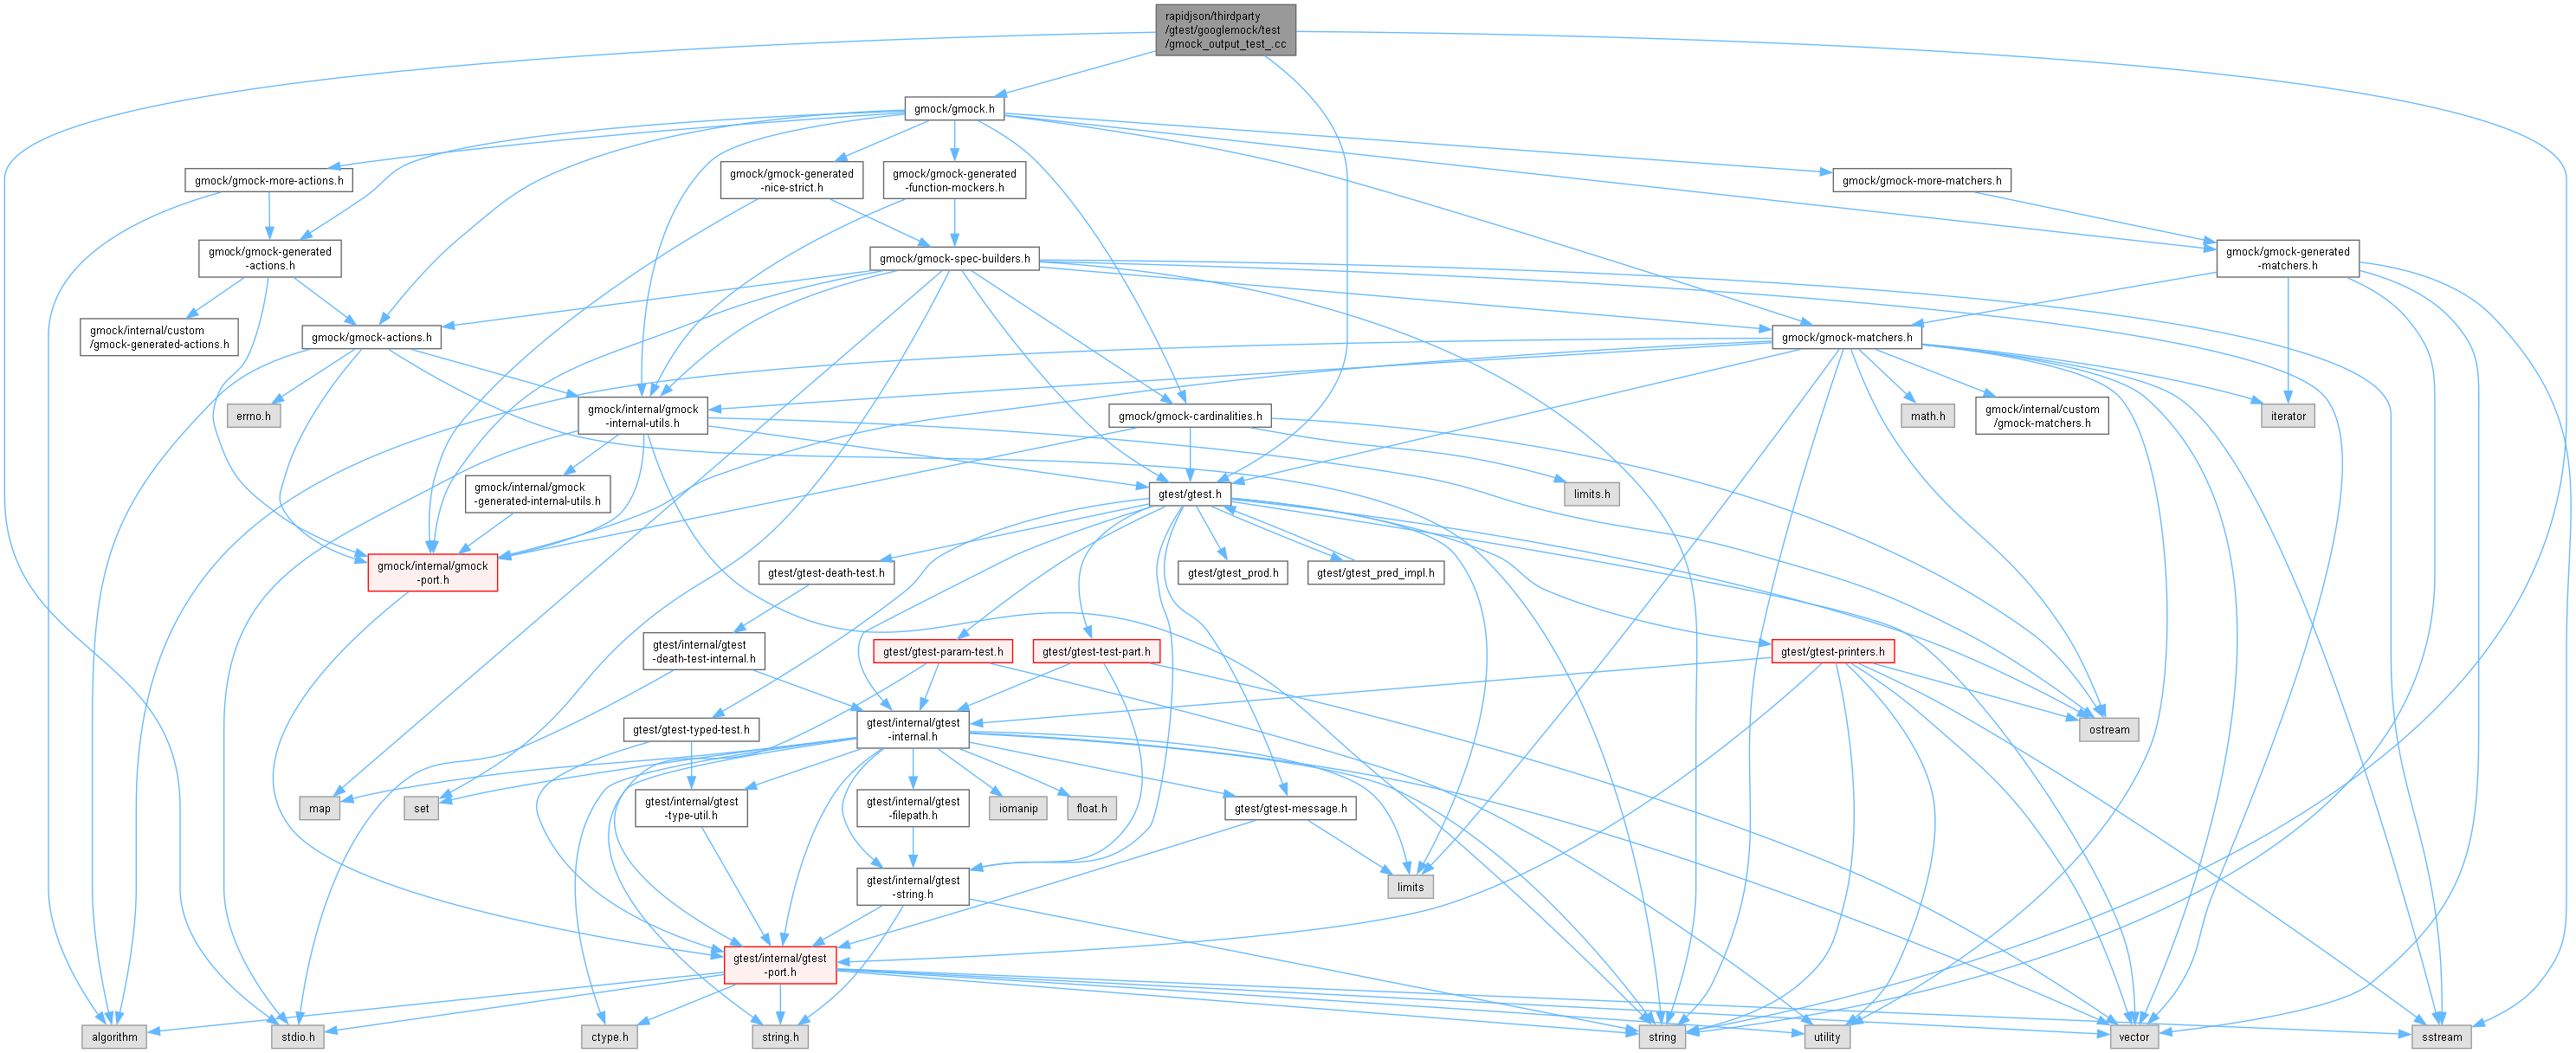 rapidjson/thirdparty
/gtest/googlemock/test
/gmock_output_test_.cc
gmock/gmock.h
gmock/gmock-more-actions.h
gmock/gmock-generated
-nice-strict.h
gmock/gmock-generated
-function-mockers.h
gmock/gmock-more-matchers.h
gmock/gmock-generated
-actions.h
gmock/gmock-spec-builders.h
gmock/gmock-generated
-matchers.h
gmock/internal/custom
/gmock-generated-actions.h
gmock/gmock-actions.h
gmock/gmock-matchers.h
errno.h
gmock/internal/gmock
-internal-utils.h
gmock/gmock-cardinalities.h
math.h
gmock/internal/custom
/gmock-matchers.h
iterator
gmock/internal/gmock
-generated-internal-utils.h
gtest/gtest.h
limits.h
gmock/internal/gmock
-port.h
gtest/gtest-death-test.h
gtest/gtest_prod.h
gtest/gtest_pred_impl.h
gtest/internal/gtest
-death-test-internal.h
gtest/gtest-param-test.h
gtest/gtest-test-part.h
gtest/gtest-printers.h
gtest/gtest-typed-test.h
gtest/internal/gtest
-internal.h
ostream
map
set
gtest/internal/gtest
-type-util.h
gtest/internal/gtest
-filepath.h
iomanip
float.h
gtest/gtest-message.h
gtest/internal/gtest
-string.h
limits
gtest/internal/gtest
-port.h
algorithm
stdio.h
ctype.h
string.h
string
utility
vector
sstream